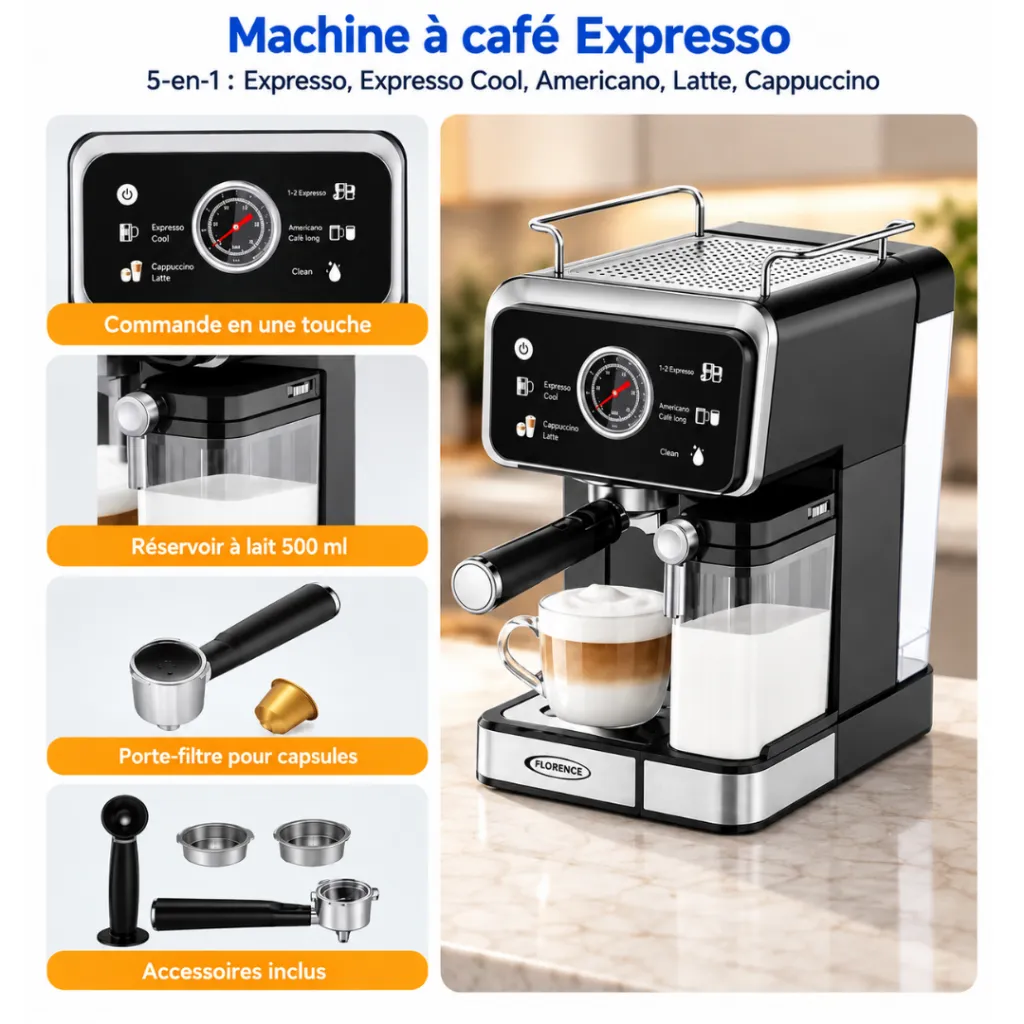 Machine à café Expresso
5-en-1 : Expresso, Expresso Cool, Americano, Latte, Cappuccino
1-2 Expresso
Expresso
Cool
Americano
Café long
Cappuccino
Latte
Clean
Commande en une touche
Réservoir à lait 500 ml
Porte-filtre pour capsules
Accessoires inclus
1-2 Expresso
Expresso
Cool
Americano
Café long
Cappuccino
Latte
Clean
FLORENCE